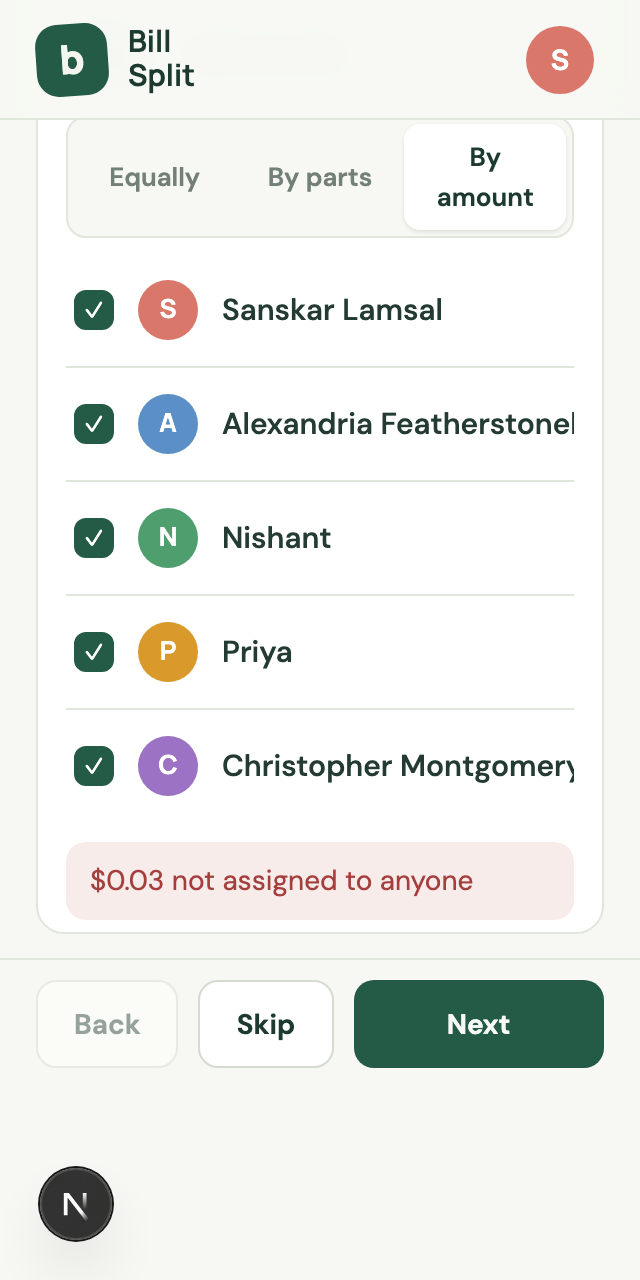 b
Bill
Split
S
Equally
By parts
By
amount
S
Sanskar Lamsal
A
Alexandria Featherstone
N
Nishant
P
Priya
C
Christopher Montgomery
$0.03 not assigned to anyone
Back
Skip
Next
N